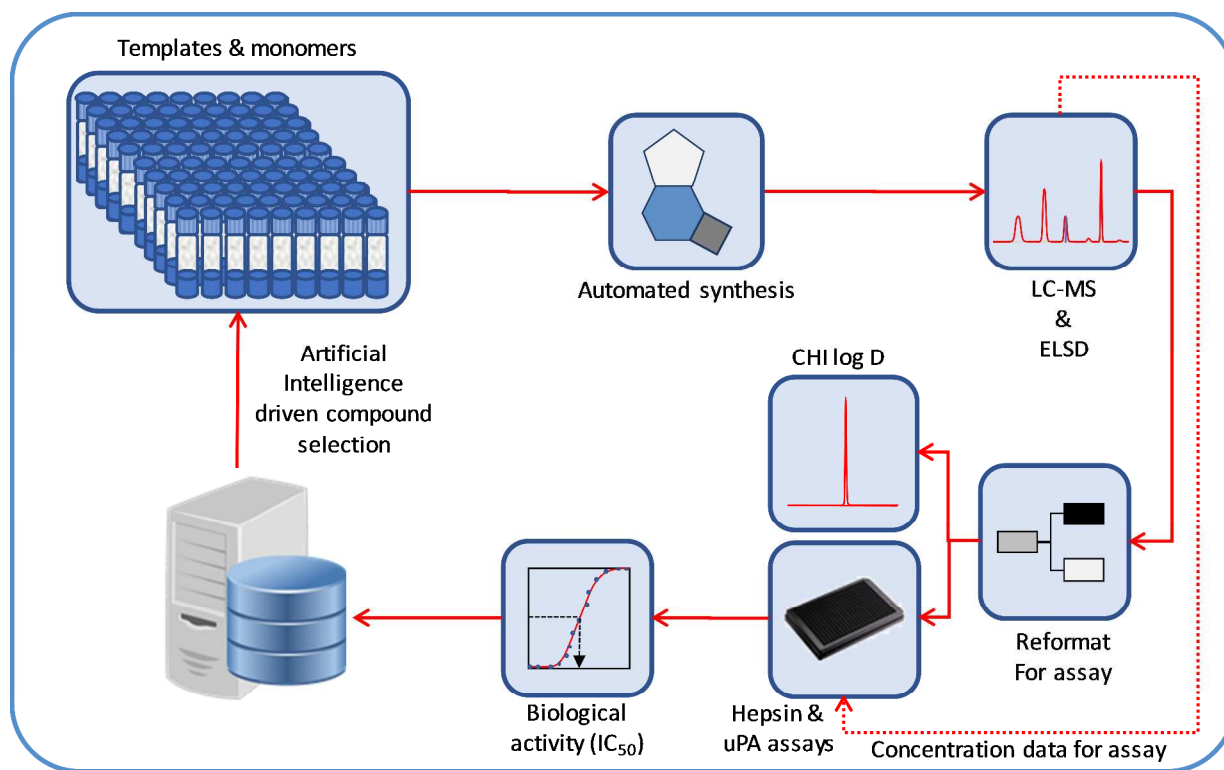 Templates & monomers
Automated synthesis
LC-MS
&
ELSD
Artificial
Intelligence
driven compound
selection
CHI log D
Reformat
For assay
Biological
activity (IC₅₀)
Hepsin &
uPA assays
Concentration data for assay